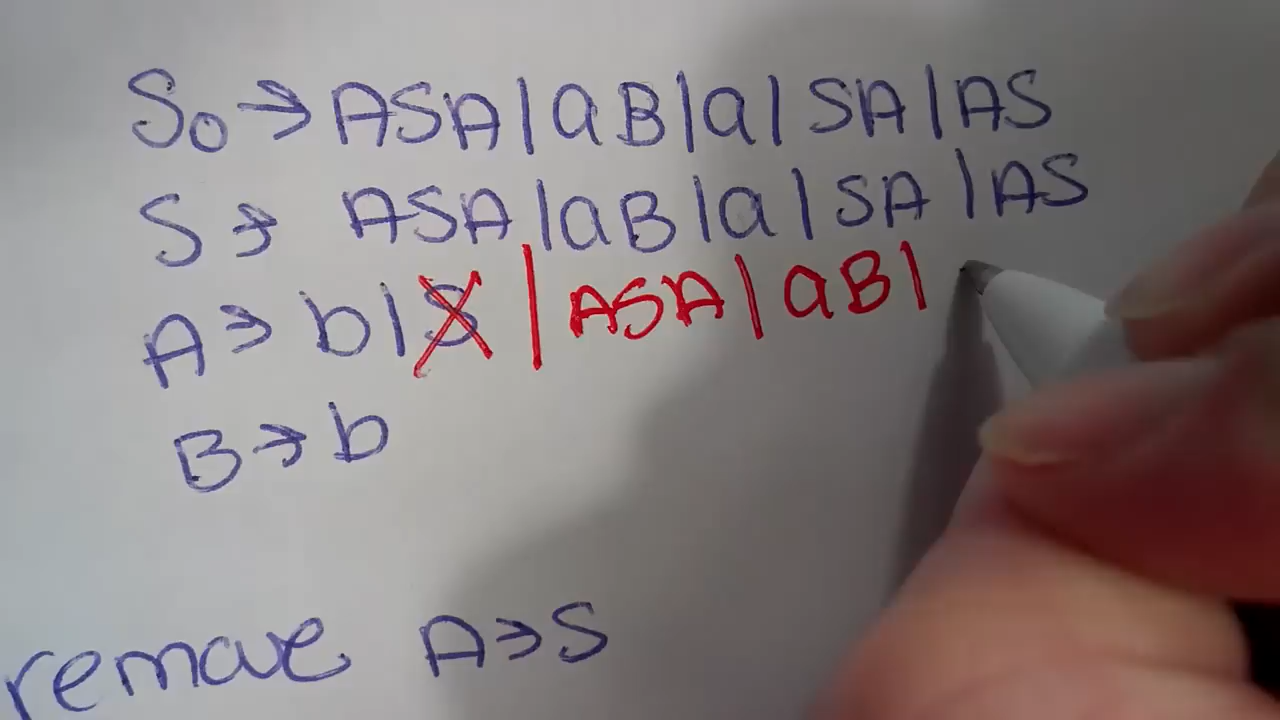 S₀ → ASA | aB | a | SA | AS
S → ASA | aB | a | SA | AS
A → b | S | ASA | aB |
B → b
remove A → S